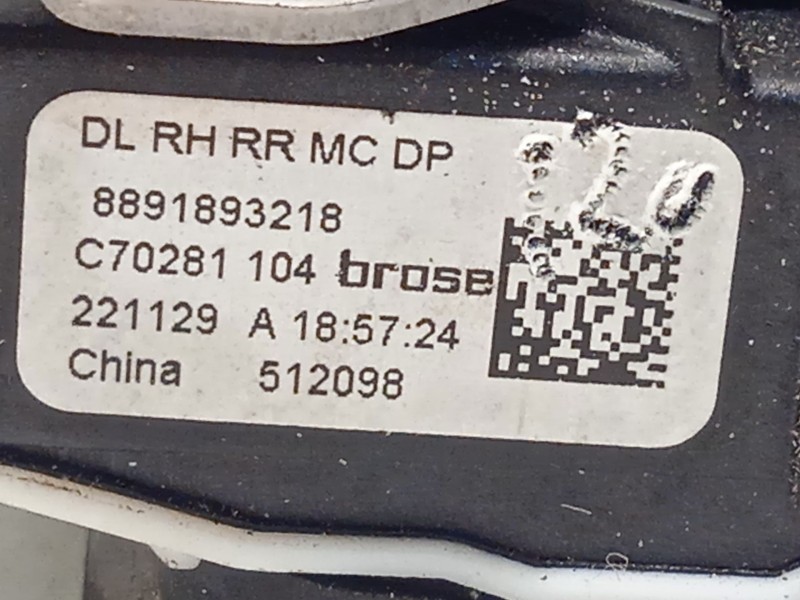 DL RH RR MC DP
8891893218
C70281 104 brose
221129 A 18:57:24
China 512098